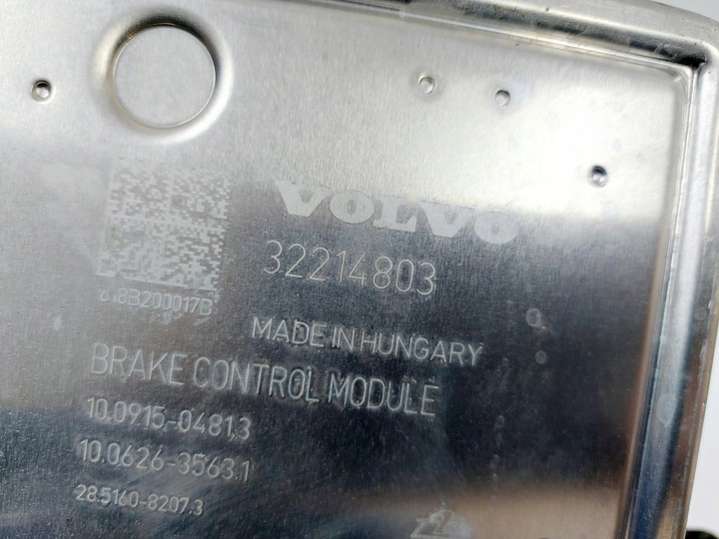 VOLVO
32214803
MADE IN HUNGARY
BRAKE CONTROL MODULE
10.0915-0481.3
10.0626-3563.1
28.5160-8207.3